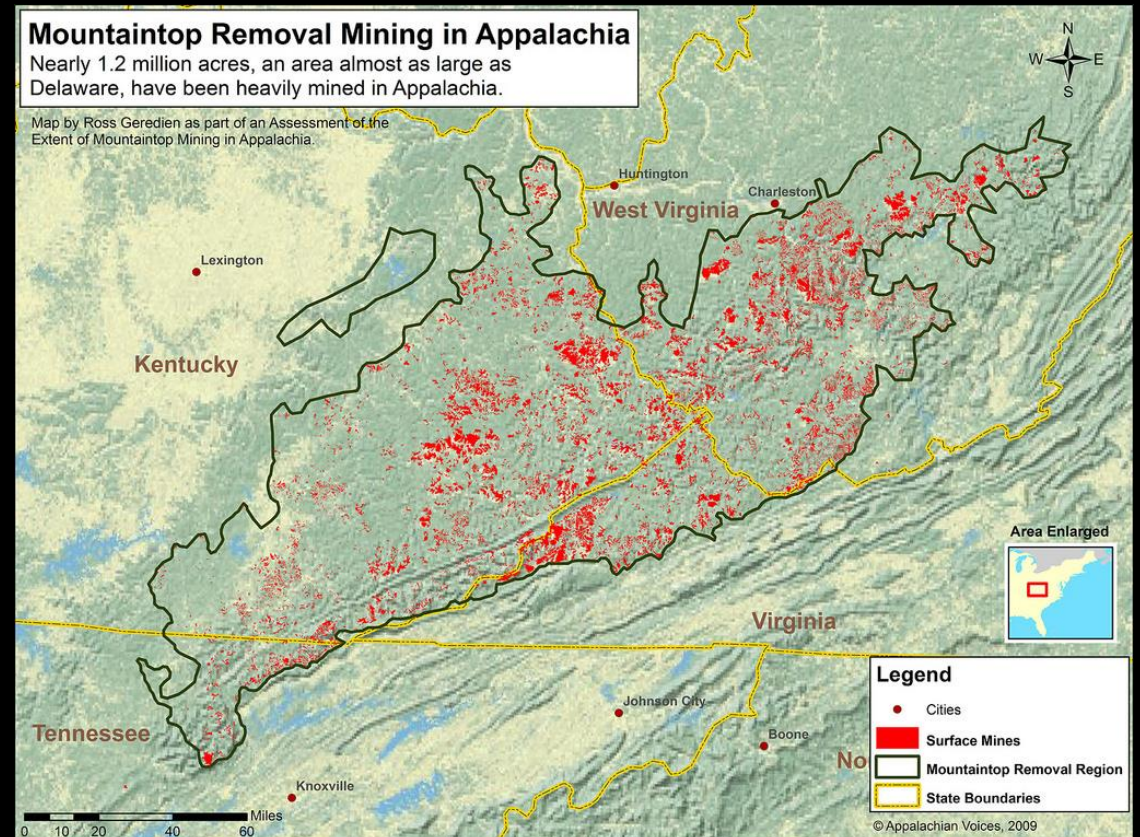 Mountaintop Removal Mining in Appalachia
Nearly 1.2 million acres, an area almost as large as
Delaware, have been heavily mined in Appalachia.
Map by Ross Geredien as part of an Assessment of the
Extent of Mountaintop Mining in Appalachia.
N
W
E
S
Huntington
Charleston
West Virginia
Lexington
Kentucky
Area Enlarged
Virginia
Johnson City
Tennessee
Boone
No
Knoxville
Legend
Cities
Surface Mines
Mountaintop Removal Region
State Boundaries
Miles
0 10 20 40 60
© Appalachian Voices, 2009